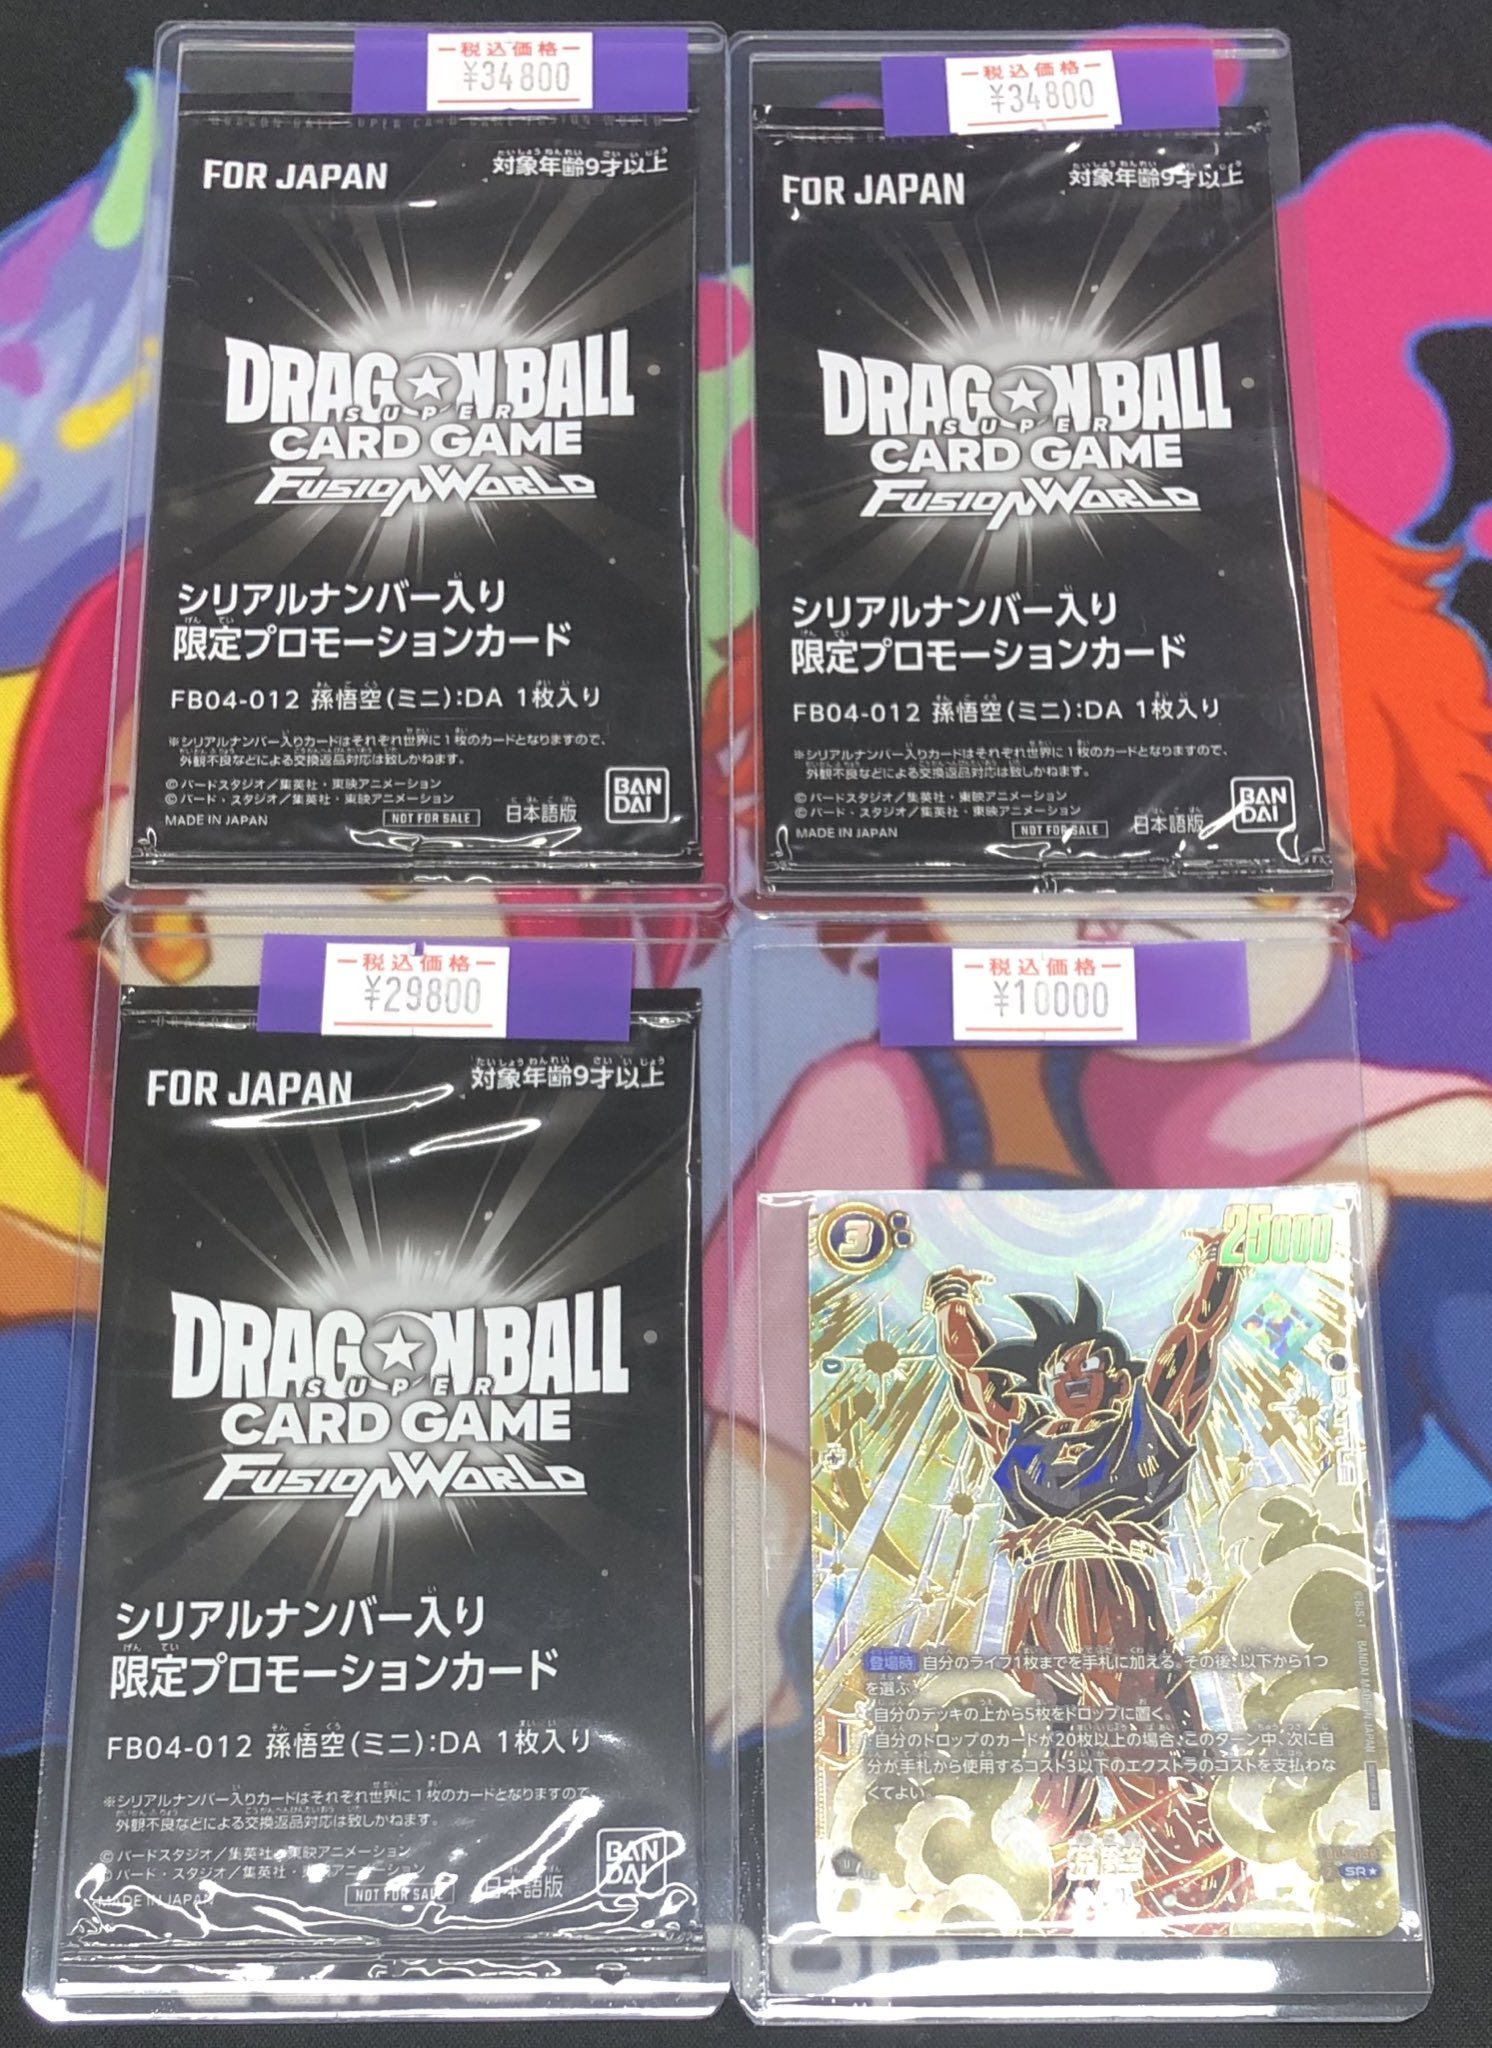 税込価格
¥34800
FOR JAPAN
対象年齢9才以上
DRAGON BALL
SUPER
CARD GAME
FUSION WORLD
シリアルナンバー入り
限定プロモーションカード
FB04-012 孫悟空(ミニ):DA 1枚入り
※シリアルナンバー入りカードはそれぞれ世界に1枚のカードとなりますので、
外観不良などによる交換返品対応は致しかねます。
©バードスタジオ/集英社・東映アニメーション
©バード・スタジオ/集英社・東映アニメーション
MADE IN JAPAN
NOT FOR SALE
日本語版
BAN
DAI
税込価格
¥34800
FOR JAPAN
対象年齢9才以上
DRAGON BALL
SUPER
CARD GAME
FUSION WORLD
シリアルナンバー入り
限定プロモーションカード
FB04-012 孫悟空(ミニ):DA 1枚入り
※シリアルナンバー入りカードはそれぞれ世界に1枚のカードとなりますので、
外観不良などによる交換返品対応は致しかねます。
©バードスタジオ/集英社・東映アニメーション
©バード・スタジオ/集英社・東映アニメーション
MADE IN JAPAN
NOT FOR SALE
日本語版
BAN
DAI
税込価格
¥29800
FOR JAPAN
対象年齢9才以上
DRAGON BALL
SUPER
CARD GAME
FUSION WORLD
シリアルナンバー入り
限定プロモーションカード
FB04-012 孫悟空(ミニ):DA 1枚入り
※シリアルナンバー入りカードはそれぞれ世界に1枚のカードとなりますので、
外観不良などによる交換返品対応は致しかねます。
©バードスタジオ/集英社・東映アニメーション
©バード・スタジオ/集英社・東映アニメーション
MADE IN JAPAN
NOT FOR SALE
日本語版
BAN
DAI
税込価格
¥10000
3
25000
BATTLE
登場時 自分のライフ1枚までを手札に加える。その後、以下から1つ
を選ぶ。
・自分のデッキの上から5枚をドロップに置く。
・自分のドロップのカードが20枚以上の場合、このターン中、次に自
分が手札から使用するコスト3以下のエクストラのコストを支払わな
くてよい。
孫悟空
SR★